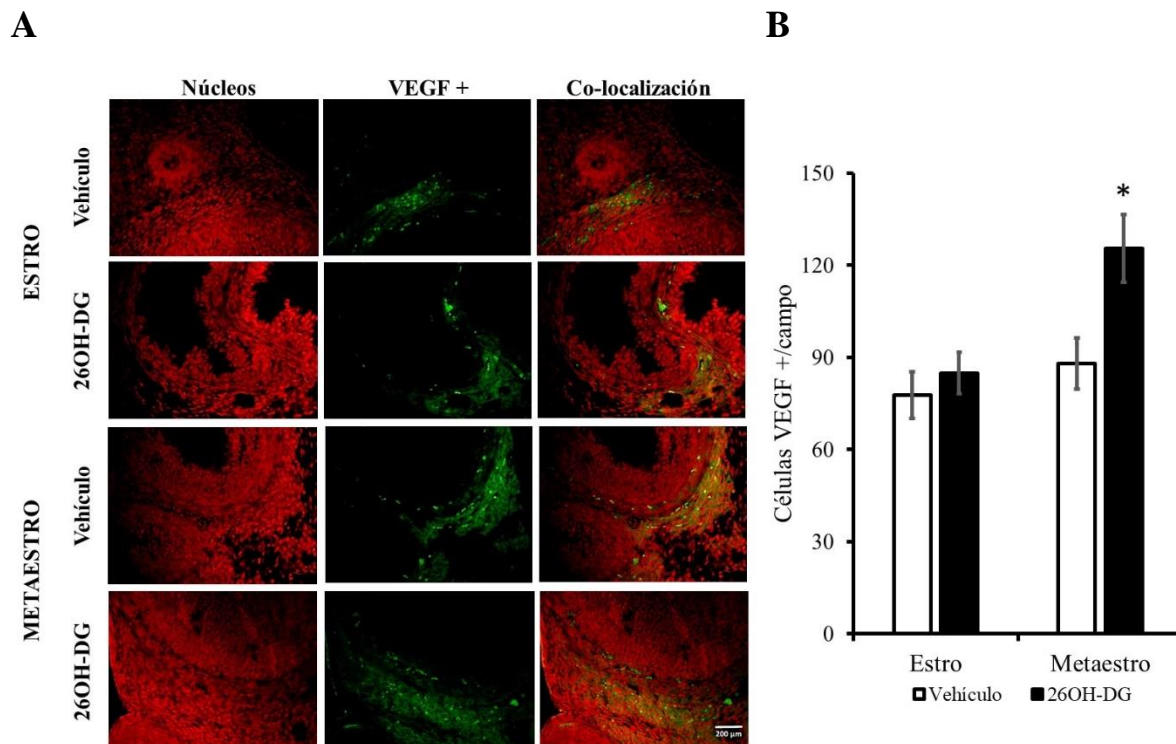 A
B
Núcleos VEGF + Co-localización
ESTRO
Vehículo
26OH-DG
METAESTRO
Vehículo
26OH-DG
200 µm
Células VEGF +/campo
150
120
90
60
30
0
*
Estro Metaestro
Vehículo 26OH-DG